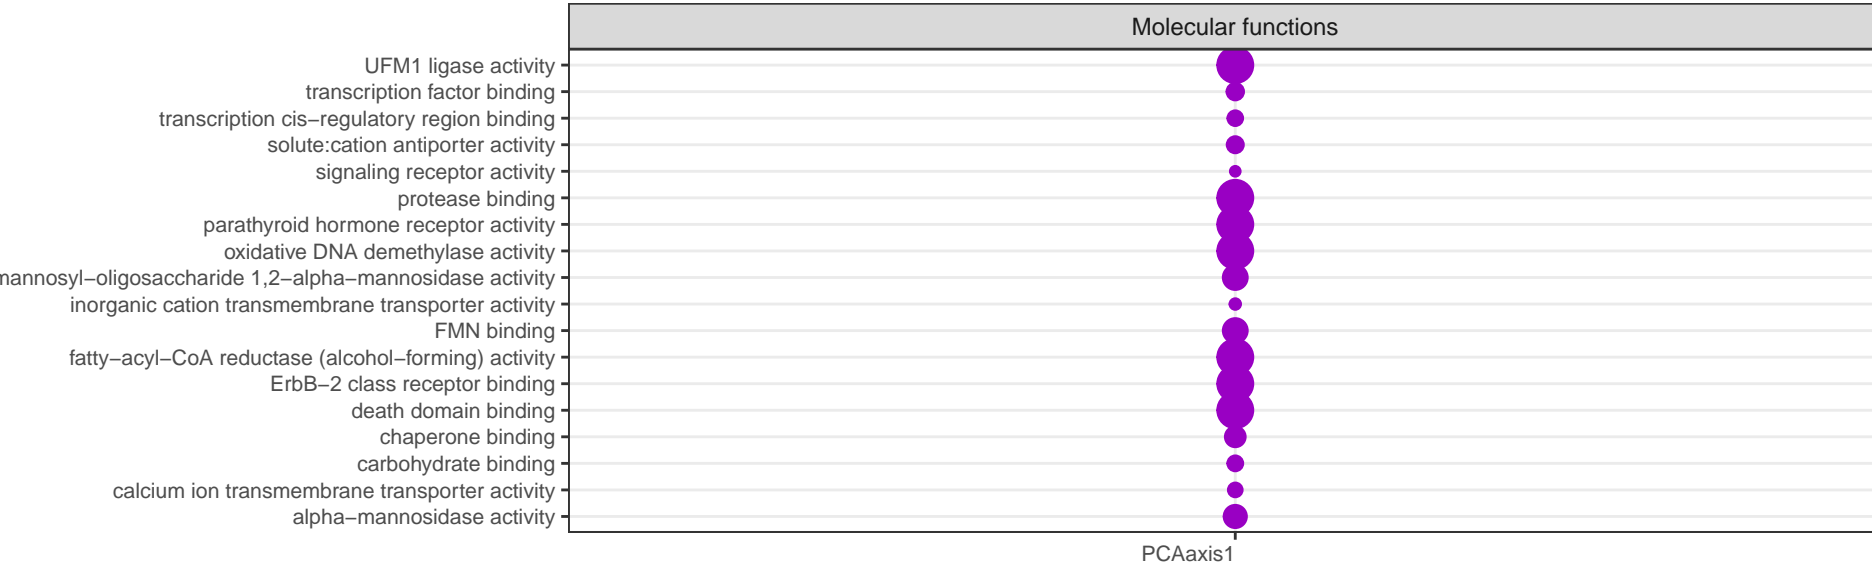 Molecular functions
UFM1 ligase activity
transcription factor binding
transcription cis−regulatory region binding
solute:cation antiporter activity
signaling receptor activity
protease binding
parathyroid hormone receptor activity
oxidative DNA demethylase activity
mannosyl−oligosaccharide 1,2−alpha−mannosidase activity
inorganic cation transmembrane transporter activity
FMN binding
fatty−acyl−CoA reductase (alcohol−forming) activity
ErbB−2 class receptor binding
death domain binding
chaperone binding
carbohydrate binding
calcium ion transmembrane transporter activity
alpha−mannosidase activity
PCAaxis1